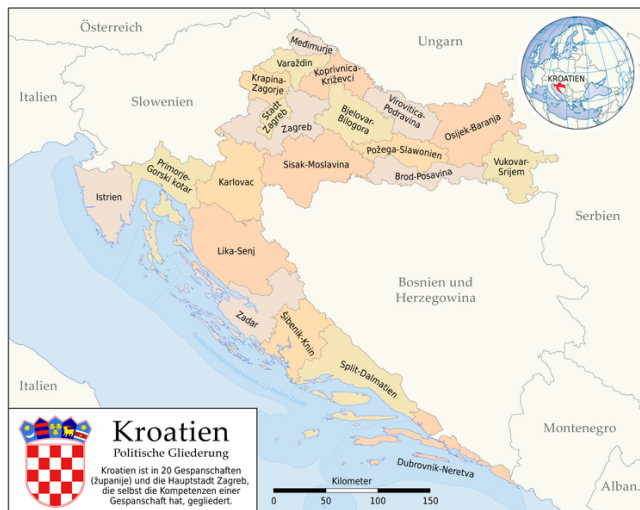 Österreich
Ungarn
Italien
Slowenien
KROATIEN
Međimurje
Varaždin
Krapina-
Zagorje
Koprivnica-
Križevci
Stadt
Zagreb
Zagreb
Bjelovar-
Bilogora
Virovitica-
Podravina
Osijek-Baranja
Požega-Slawonien
Vukovar-
Srijem
Brod-Posavina
Sisak-Moslavina
Primorje-
Gorski kotar
Karlovac
Istrien
Serbien
Lika-Senj
Bosnien und
Herzegowina
Zadar
Šibenik-Knin
Split-Dalmatien
Italien
Montenegro
Dubrovnik-Neretva
Alban.
Kroatien
Politische Gliederung
Kroatien ist in 20 Gespanschaften
(županije) und die Hauptstadt Zagreb,
die selbst die Kompetenzen einer
Gespanschaft hat, gegliedert.
Kilometer
0 50 100 150